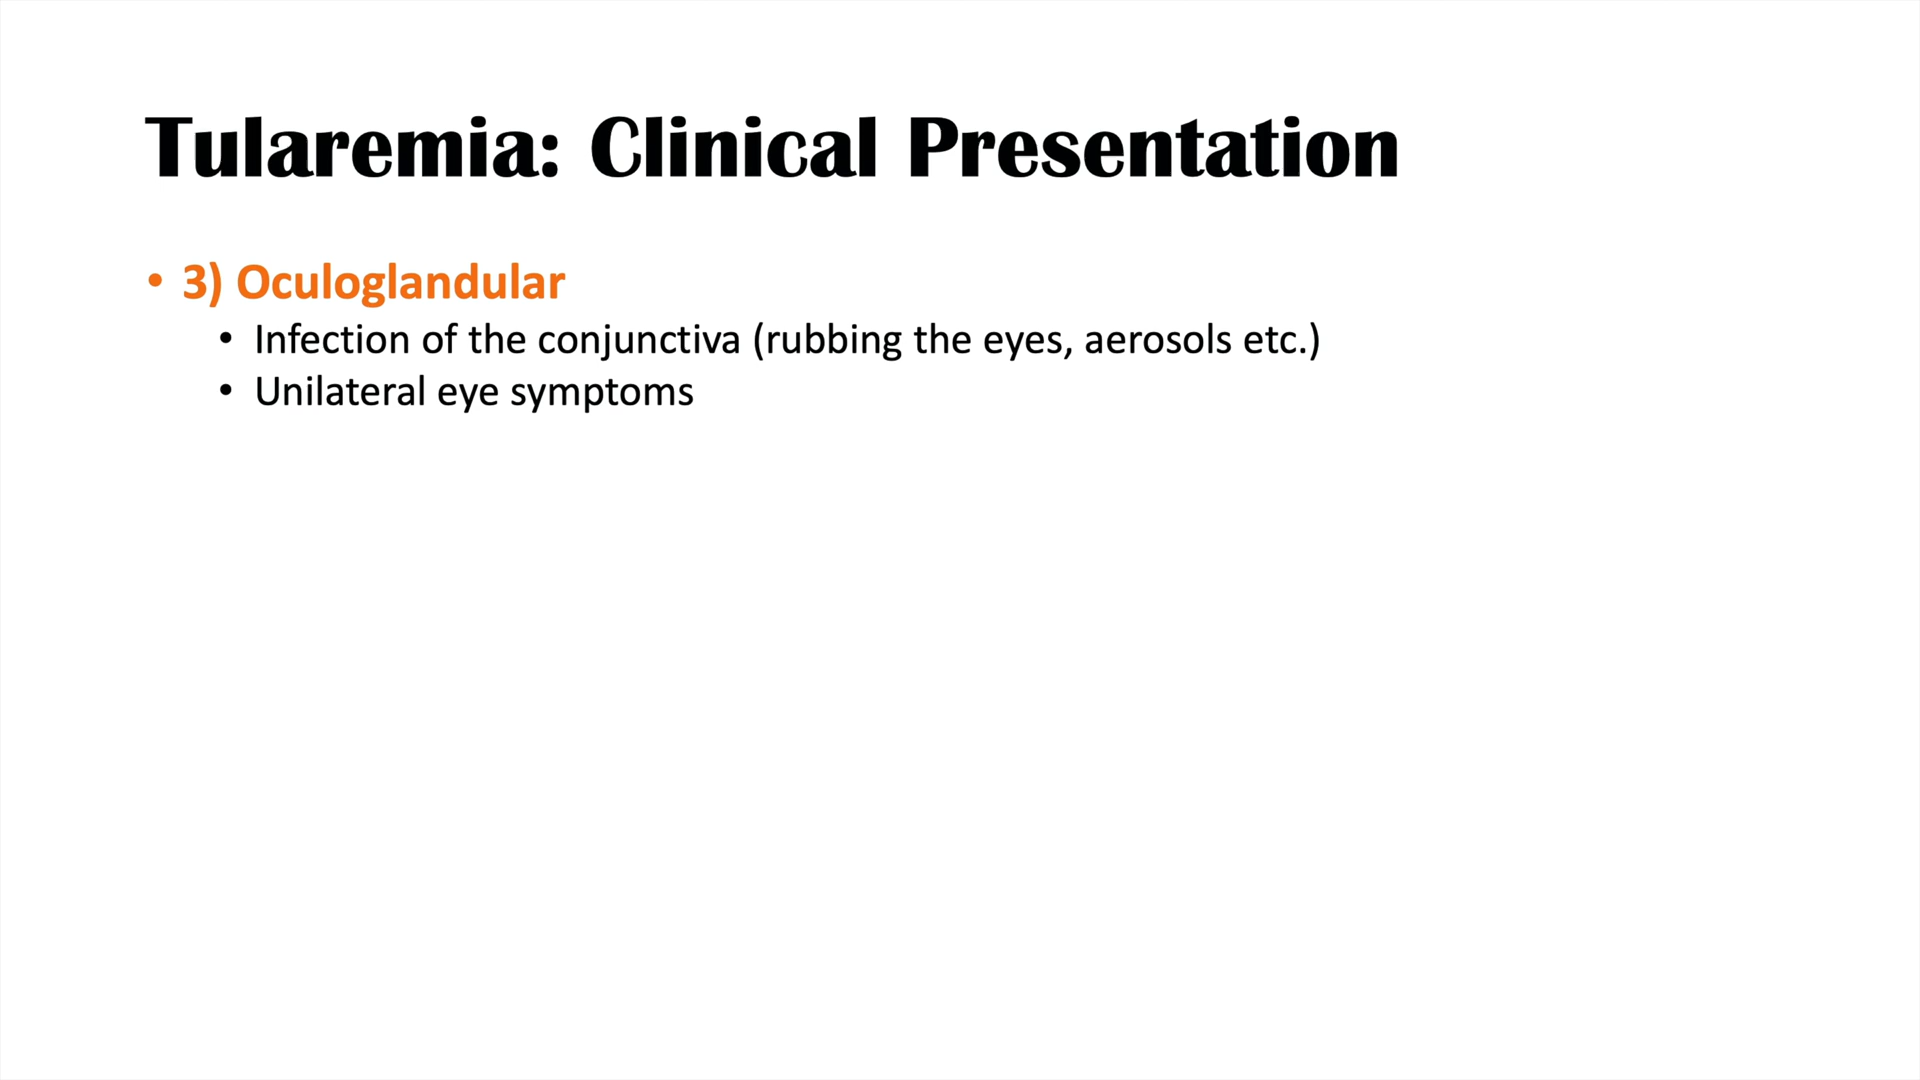 Tularemia: Clinical Presentation
• 3) Oculoglandular
• Infection of the conjunctiva (rubbing the eyes, aerosols etc.)
• Unilateral eye symptoms